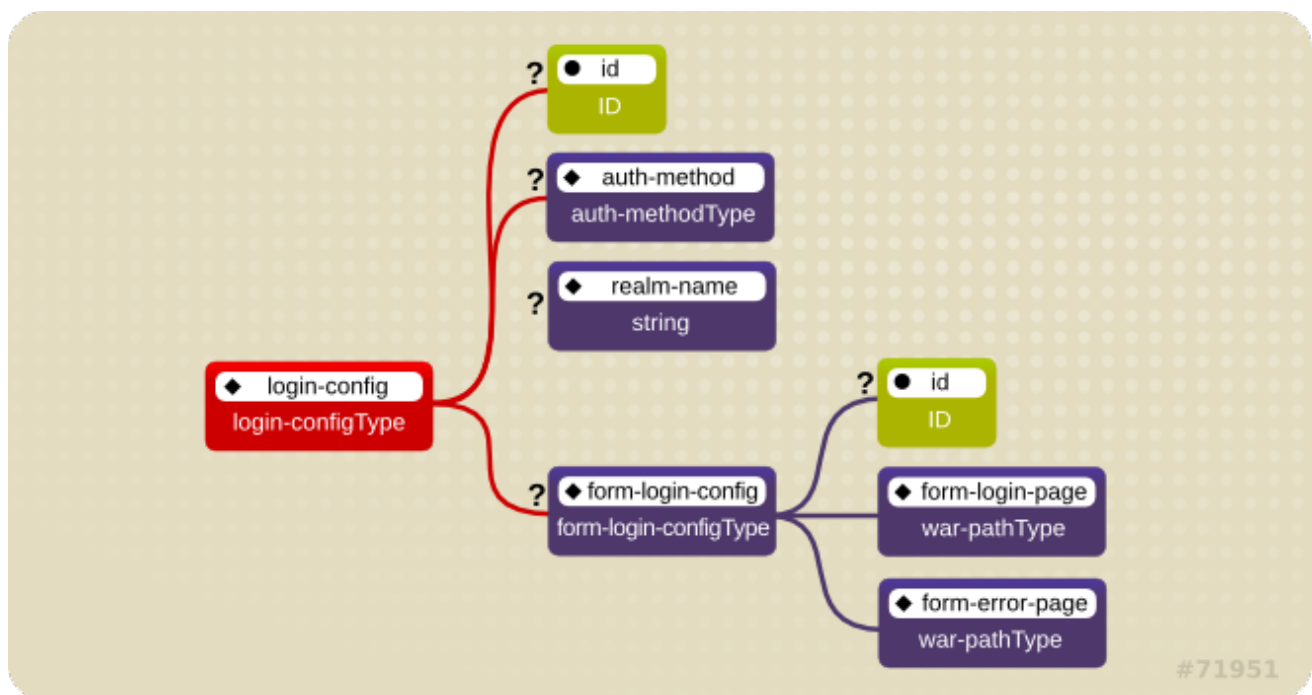 ?
id
ID
?
auth-method
auth-methodType
?
realm-name
string
login-config
login-configType
?
id
ID
?
form-login-config
form-login-configType
form-login-page
war-pathType
form-error-page
war-pathType
#71951